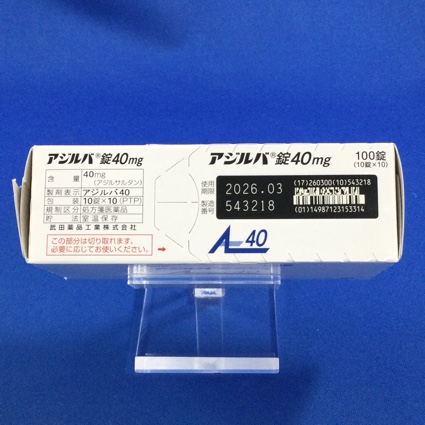 アジルバ®錠40mg
含量 40mg (アジルサルタン)
製剤表示 アジルバ40
包装 10錠×10(PTP)
規制区分 処方箋医薬品
貯法 室温保存
武田薬品工業株式会社
この部分は切り取れます。
必要に応じてお使いください。
アジルバ®錠40mg
100錠
(10錠×10)
使用期限 2026.03
製造番号 543218
(17)260300(10)543218
(01)14987123153314
40